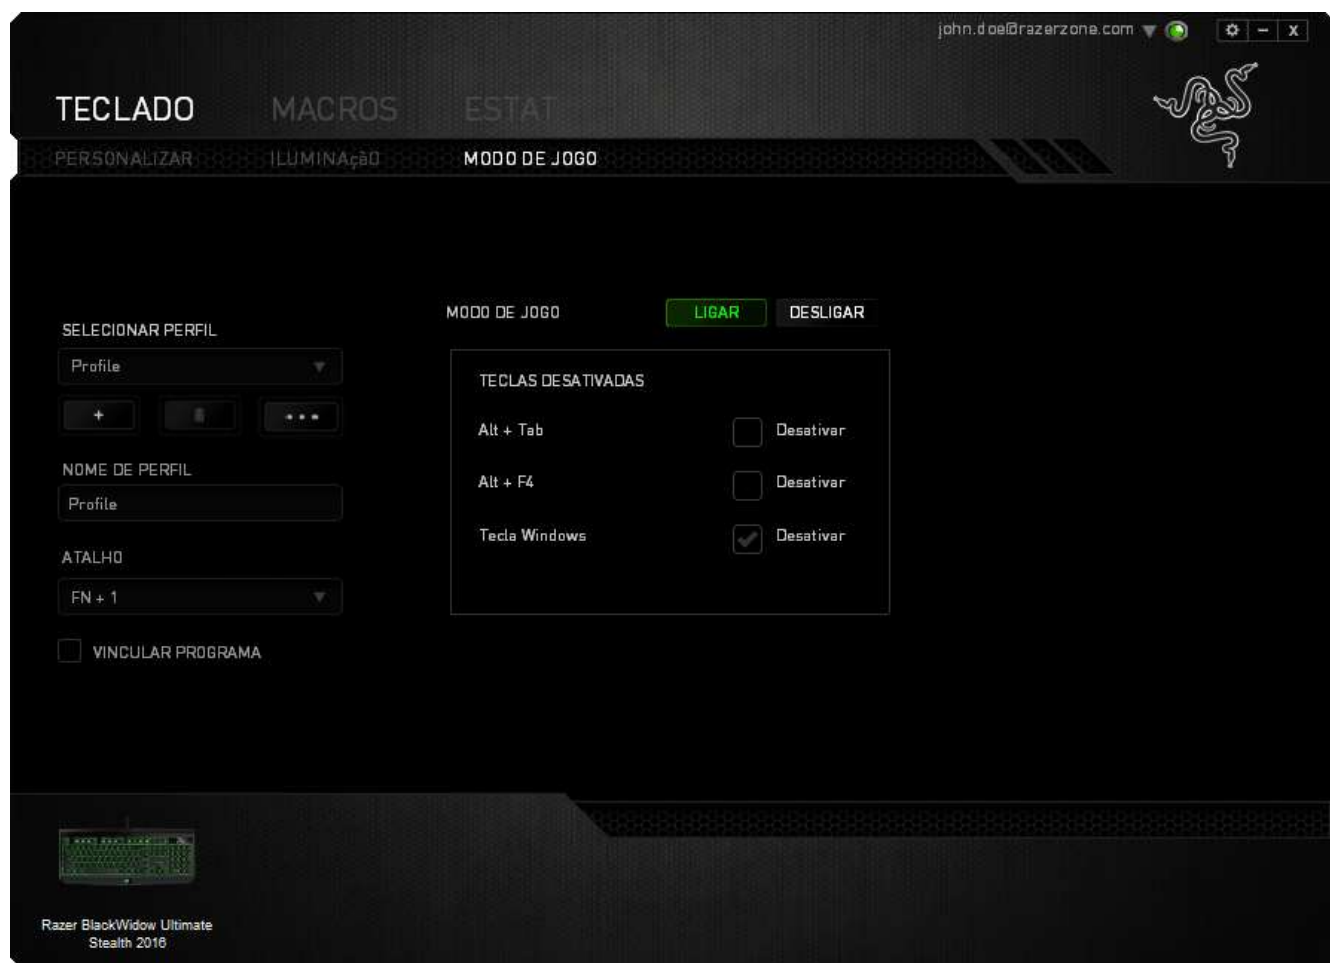 john.doe@razerzone.com
TECLADO MACROS ESTAT
PERSONALIZAR ILUMINAção MODO DE JOGO
SELECIONAR PERFIL
Profile
+
NOME DE PERFIL
Profile
ATALHO
FN + 1
VINCULAR PROGRAMA
MODO DE JOGO LIGAR DESLIGAR
TECLAS DESATIVADAS
Alt + Tab Desativar
Alt + F4 Desativar
Tecla Windows Desativar
Razer BlackWidow Ultimate
Stealth 2016